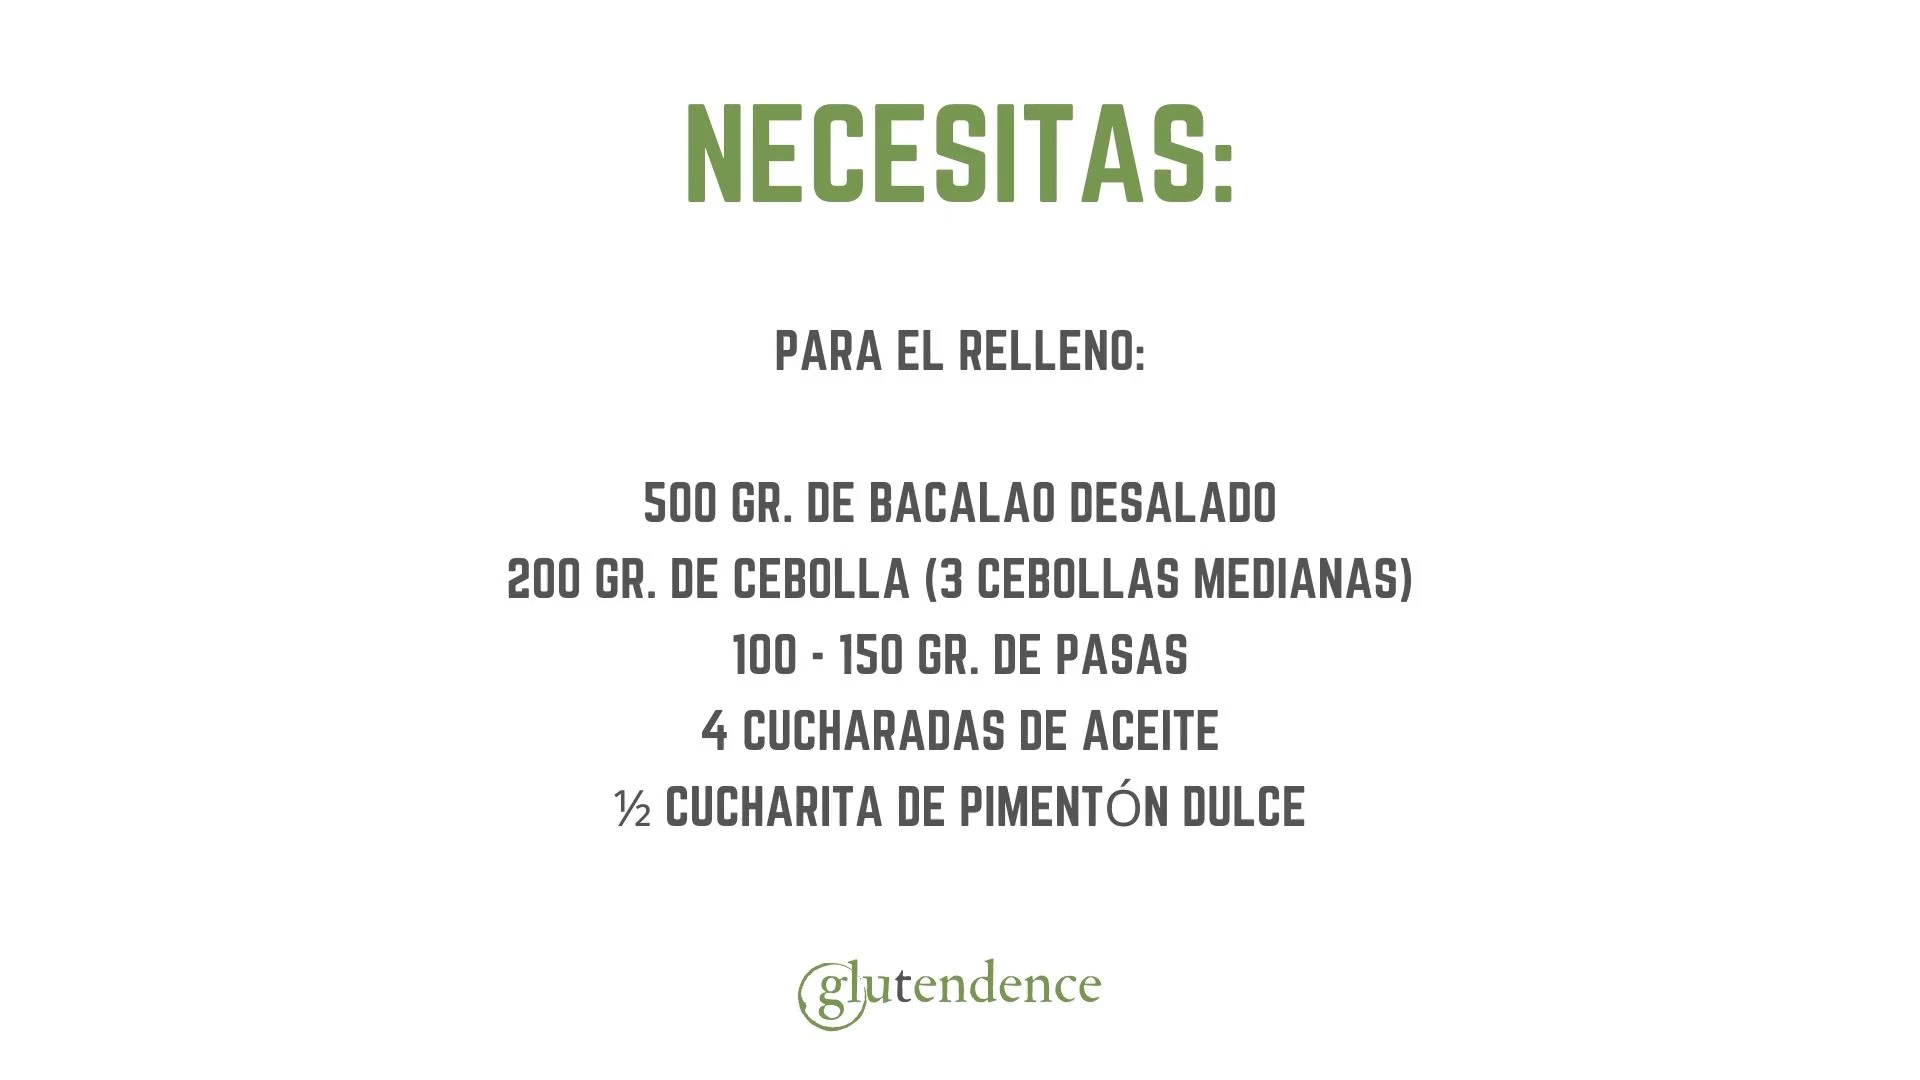 NECESITAS:
PARA EL RELLENO:
500 GR. DE BACALAO DESALADO
200 GR. DE CEBOLLA (3 CEBOLLAS MEDIANAS)
100 - 150 GR. DE PASAS
4 CUCHARADAS DE ACEITE
½ CUCHARITA DE PIMENTÓN DULCE
glutendence